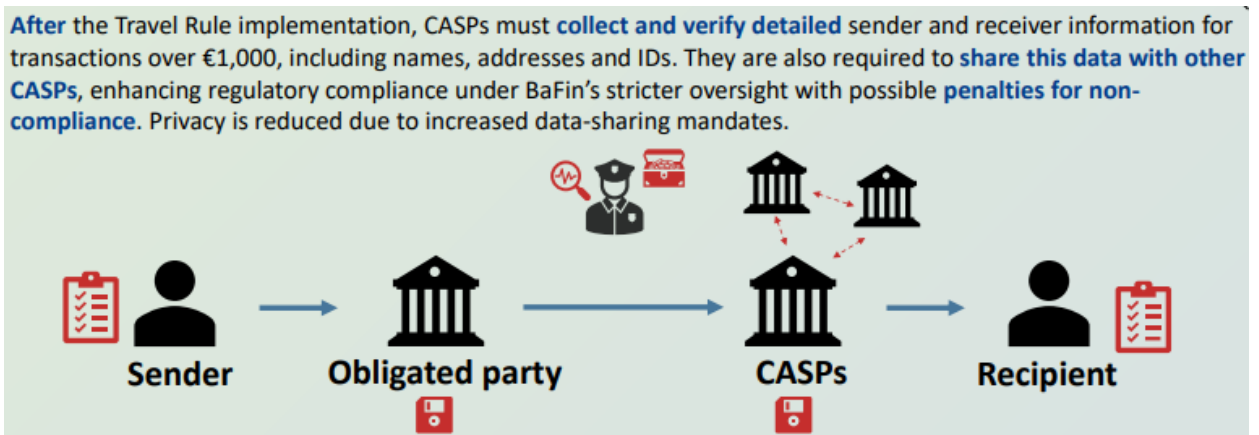 After the Travel Rule implementation, CASPs must collect and verify detailed sender and receiver information for
transactions over €1,000, including names, addresses and IDs. They are also required to share this data with other
CASPs, enhancing regulatory compliance under BaFin's stricter oversight with possible penalties for non-
compliance. Privacy is reduced due to increased data-sharing mandates.
Sender
Obligated party
CASPs
Recipient